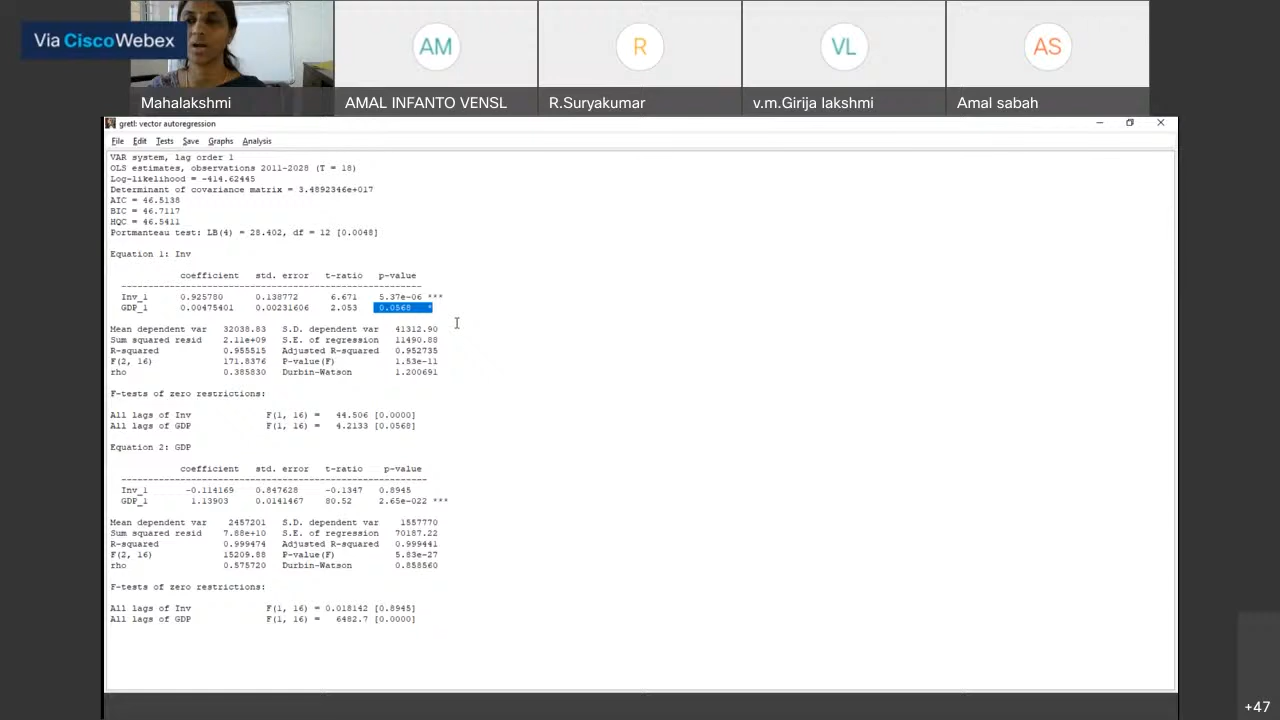 Via CiscoWebex
AM
R
VL
AS
Mahalakshmi
AMAL INFANTO VENSL
R.Suryakumar
v.m.Girija lakshmi
Amal sabah
gretl: vector autoregression
File Edit Tests Save Graphs Analysis
VAR system, lag order 1
OLS estimates, observations 2011-2028 (T = 18)
Log-likelihood = -414.62445
Determinant of covariance matrix = 3.4892346e+017
AIC = 46.5138
BIC = 46.7117
HQC = 46.5411
Portmanteau test: LB(4) = 28.402, df = 12 [0.0048]
Equation 1: Inv
coefficient std. error t-ratio p-value
Inv_1 0.925780 0.138772 6.671 5.37e-06 ***
GDP_1 0.00475401 0.00231606 2.053 0.0568 *
Mean dependent var 32038.83 S.D. dependent var 41312.90
Sum squared resid 2.11e+09 S.E. of regression 11490.88
R-squared 0.955515 Adjusted R-squared 0.952735
F(2, 16) 171.8376 P-value(F) 1.53e-11
rho 0.385830 Durbin-Watson 1.200691
F-tests of zero restrictions:
All lags of Inv F(1, 16) = 44.506 [0.0000]
All lags of GDP F(1, 16) = 4.2133 [0.0568]
Equation 2: GDP
coefficient std. error t-ratio p-value
Inv_1 -0.114169 0.847628 -0.1347 0.8945
GDP_1 1.13903 0.0141467 80.52 2.65e-022 ***
Mean dependent var 2457201 S.D. dependent var 1557770
Sum squared resid 7.88e+10 S.E. of regression 70187.22
R-squared 0.999474 Adjusted R-squared 0.999441
F(2, 16) 15209.88 P-value(F) 5.83e-27
rho 0.575720 Durbin-Watson 0.858560
F-tests of zero restrictions:
All lags of Inv F(1, 16) = 0.018142 [0.8945]
All lags of GDP F(1, 16) = 6482.7 [0.0000]
+47